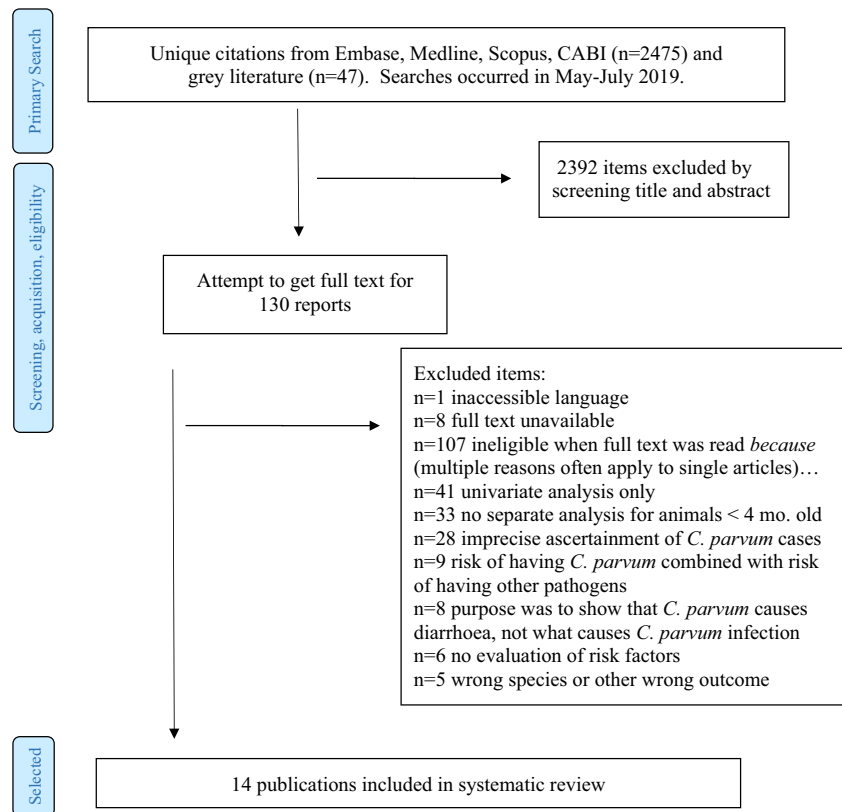 Primary Search
Unique citations from Embase, Medline, Scopus, CABI (n=2475) and
grey literature (n=47). Searches occurred in May-July 2019.
Screening, acquisition, eligibility
2392 items excluded by
screening title and abstract
Attempt to get full text for
130 reports
Excluded items:
n=1 inaccessible language
n=8 full text unavailable
n=107 ineligible when full text was read because
(multiple reasons often apply to single articles)…
n=41 univariate analysis only
n=33 no separate analysis for animals < 4 mo. old
n=28 imprecise ascertainment of C. parvum cases
n=9 risk of having C. parvum combined with risk
of having other pathogens
n=8 purpose was to show that C. parvum causes
diarrhoea, not what causes C. parvum infection
n=6 no evaluation of risk factors
n=5 wrong species or other wrong outcome
Selected
14 publications included in systematic review